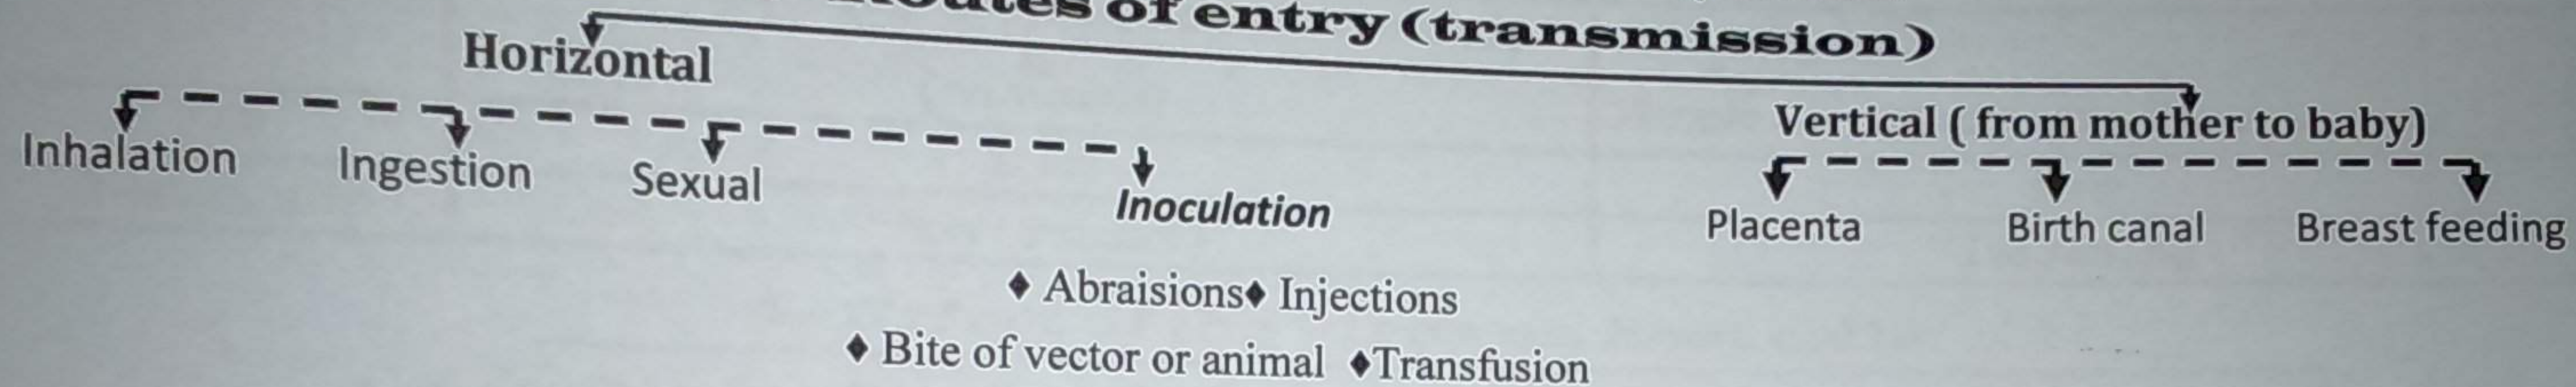 of entry (transmission)
Horizontal
Vertical ( from mother to baby)
Inhalation Ingestion Sexual Inoculation
Placenta Birth canal Breast feeding
♦ Abraisions♦ Injections
♦ Bite of vector or animal ♦Transfusion